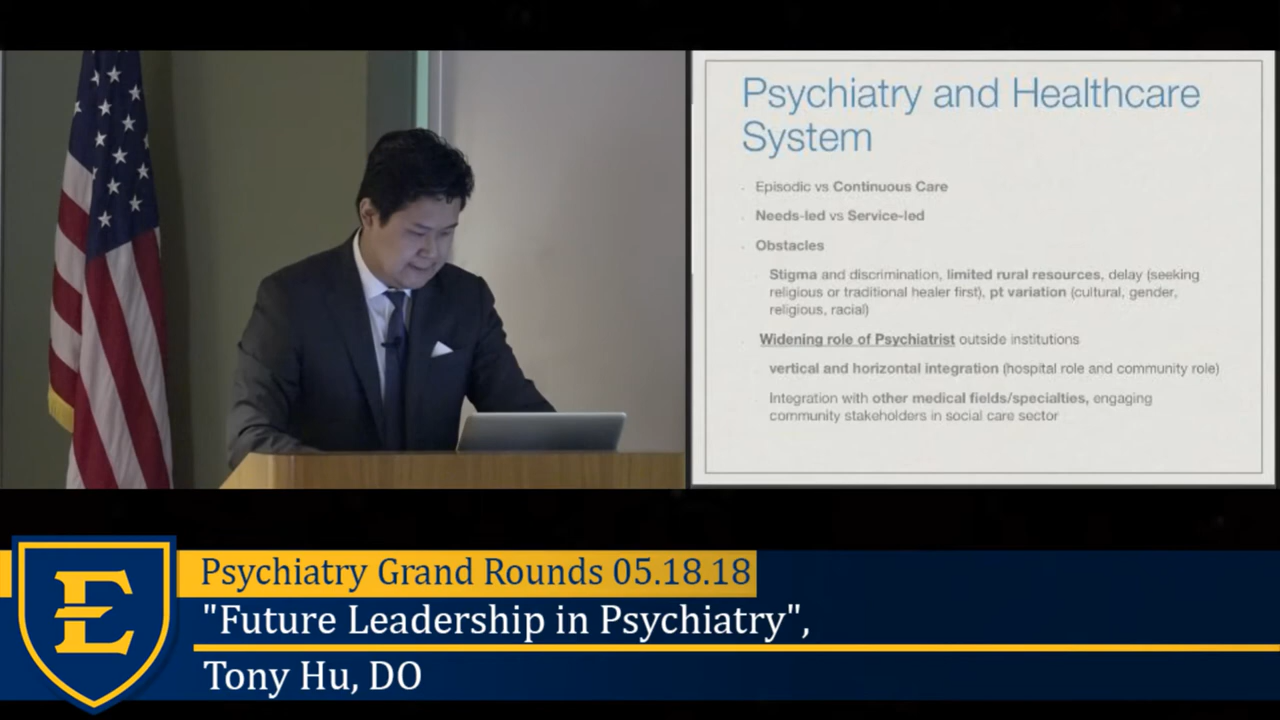 Psychiatry and Healthcare
System
Episodic vs Continuous Care
Needs-led vs Service-led
Obstacles
Stigma and discrimination, limited rural resources, delay (seeking
religious or traditional healer first), pt variation (cultural, gender,
religious, racial)
Widening role of Psychiatrist outside institutions
vertical and horizontal integration (hospital role and community role)
Integration with other medical fields/specialties, engaging
community stakeholders in social care sector
E
Psychiatry Grand Rounds 05.18.18
"Future Leadership in Psychiatry",
Tony Hu, DO